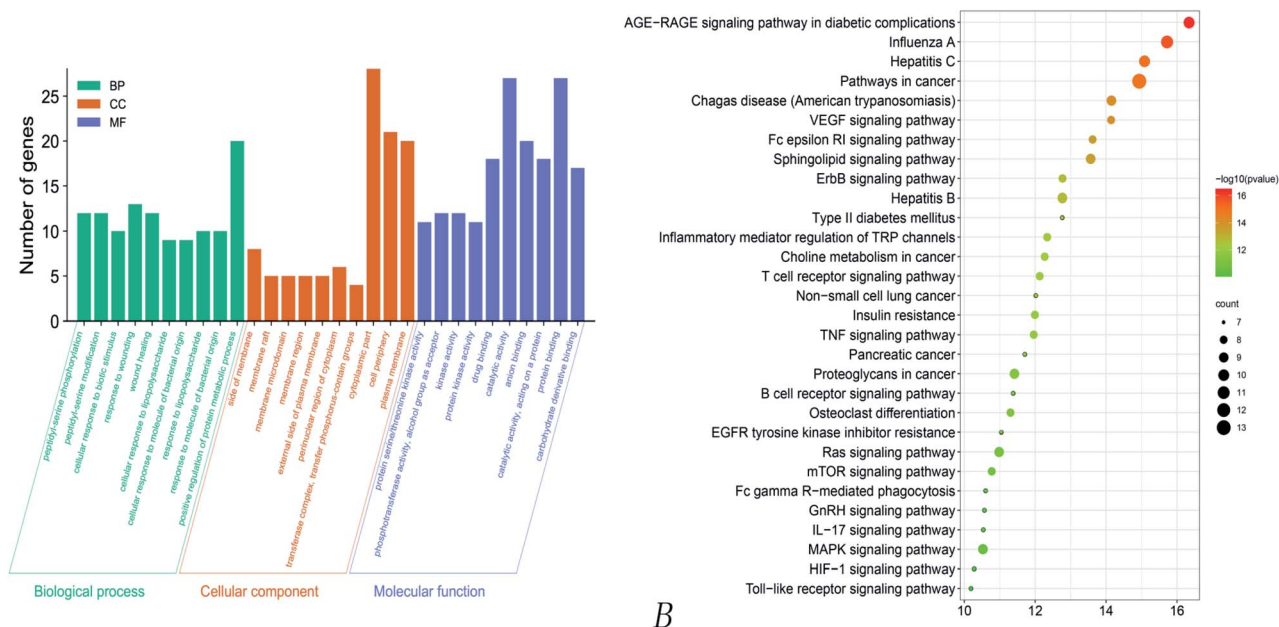 BP
CC
MF
Number of genes
25
20
15
10
5
0
peptidyl-serine phosphorylation
peptidyl-serine modification
cellular response to biotic stimulus
response to wounding
wound healing
cellular response to lipopolysaccharide
cellular response to molecule of bacterial origin
response to lipopolysaccharide
response to molecule of bacterial origin
positive regulation of protein metabolic process
side of membrane
membrane raft
membrane microdomain
membrane region
external side of plasma membrane
perinuclear region of cytoplasm
transferase complex, transfer phosphorus-contain groups
cytoplasmic part
cell periphery
plasma membrane
protein serine/threonine kinase activity
phosphotransferase activity, alcohol group as acceptor
kinase activity
protein kinase activity
drug binding
catalytic activity
anion binding
catalytic activity, acting on a protein
protein binding
carbohydrate derivative binding
Biological process
Cellular component
Molecular function
B
AGE−RAGE signaling pathway in diabetic complications
Influenza A
Hepatitis C
Pathways in cancer
Chagas disease (American trypanosomiasis)
VEGF signaling pathway
Fc epsilon RI signaling pathway
Sphingolipid signaling pathway
ErbB signaling pathway
Hepatitis B
Type II diabetes mellitus
Inflammatory mediator regulation of TRP channels
Choline metabolism in cancer
T cell receptor signaling pathway
Non−small cell lung cancer
Insulin resistance
TNF signaling pathway
Pancreatic cancer
Proteoglycans in cancer
B cell receptor signaling pathway
Osteoclast differentiation
EGFR tyrosine kinase inhibitor resistance
Ras signaling pathway
mTOR signaling pathway
Fc gamma R−mediated phagocytosis
GnRH signaling pathway
IL−17 signaling pathway
MAPK signaling pathway
HIF−1 signaling pathway
Toll−like receptor signaling pathway
10 12 14 16
−log10(pvalue)
16
14
12
count
7
8
9
10
11
12
13